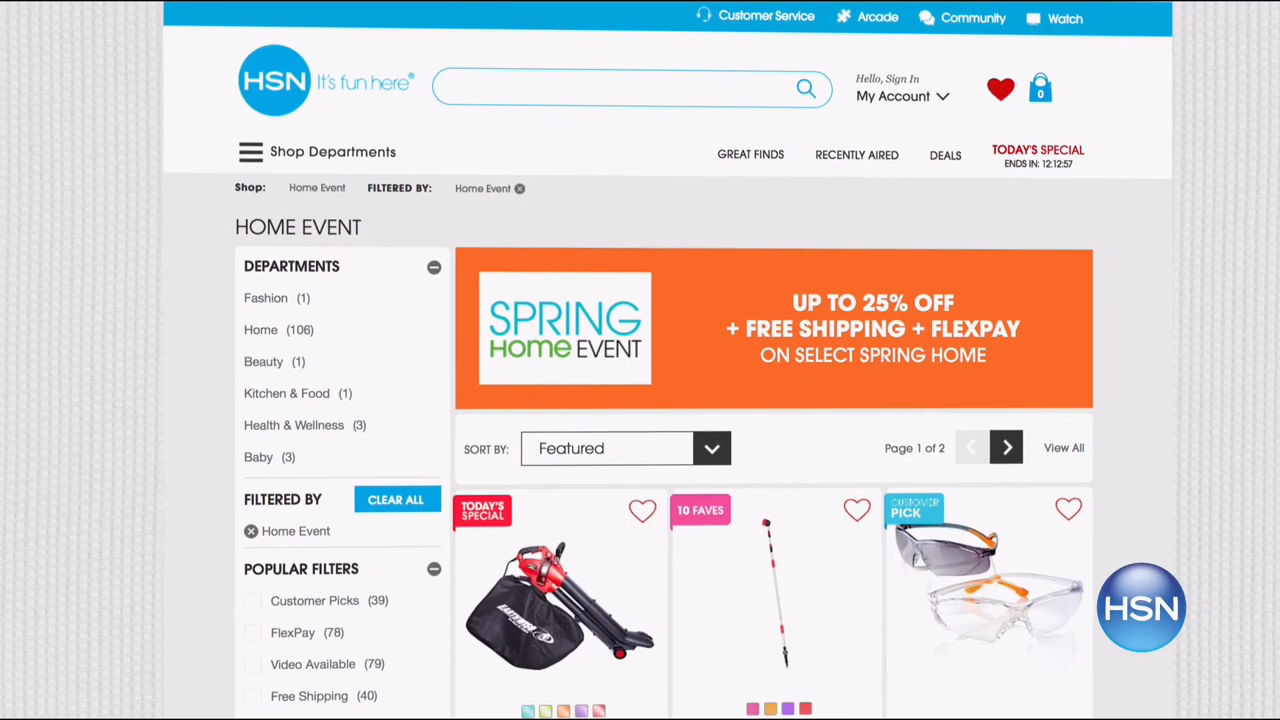 Customer Service
Arcade
Community
Watch
HSN It's fun here®
Hello, Sign In
My Account
0
Shop Departments
GREAT FINDS
RECENTLY AIRED
DEALS
TODAY'S SPECIAL
ENDS IN: 12:12:57
Shop: Home Event FILTERED BY: Home Event
HOME EVENT
DEPARTMENTS
Fashion (1)
Home (106)
Beauty (1)
Kitchen & Food (1)
Health & Wellness (3)
Baby (3)
FILTERED BY CLEAR ALL
Home Event
POPULAR FILTERS
Customer Picks (39)
FlexPay (78)
Video Available (79)
Free Shipping (40)
SPRING
Home EVENT
UP TO 25% OFF
+ FREE SHIPPING + FLEXPAY
ON SELECT SPRING HOME
SORT BY: Featured
Page 1 of 2
View All
TODAY'S
SPECIAL
10 FAVES
CUSTOMER
PICK
EARTHWISE
HSN